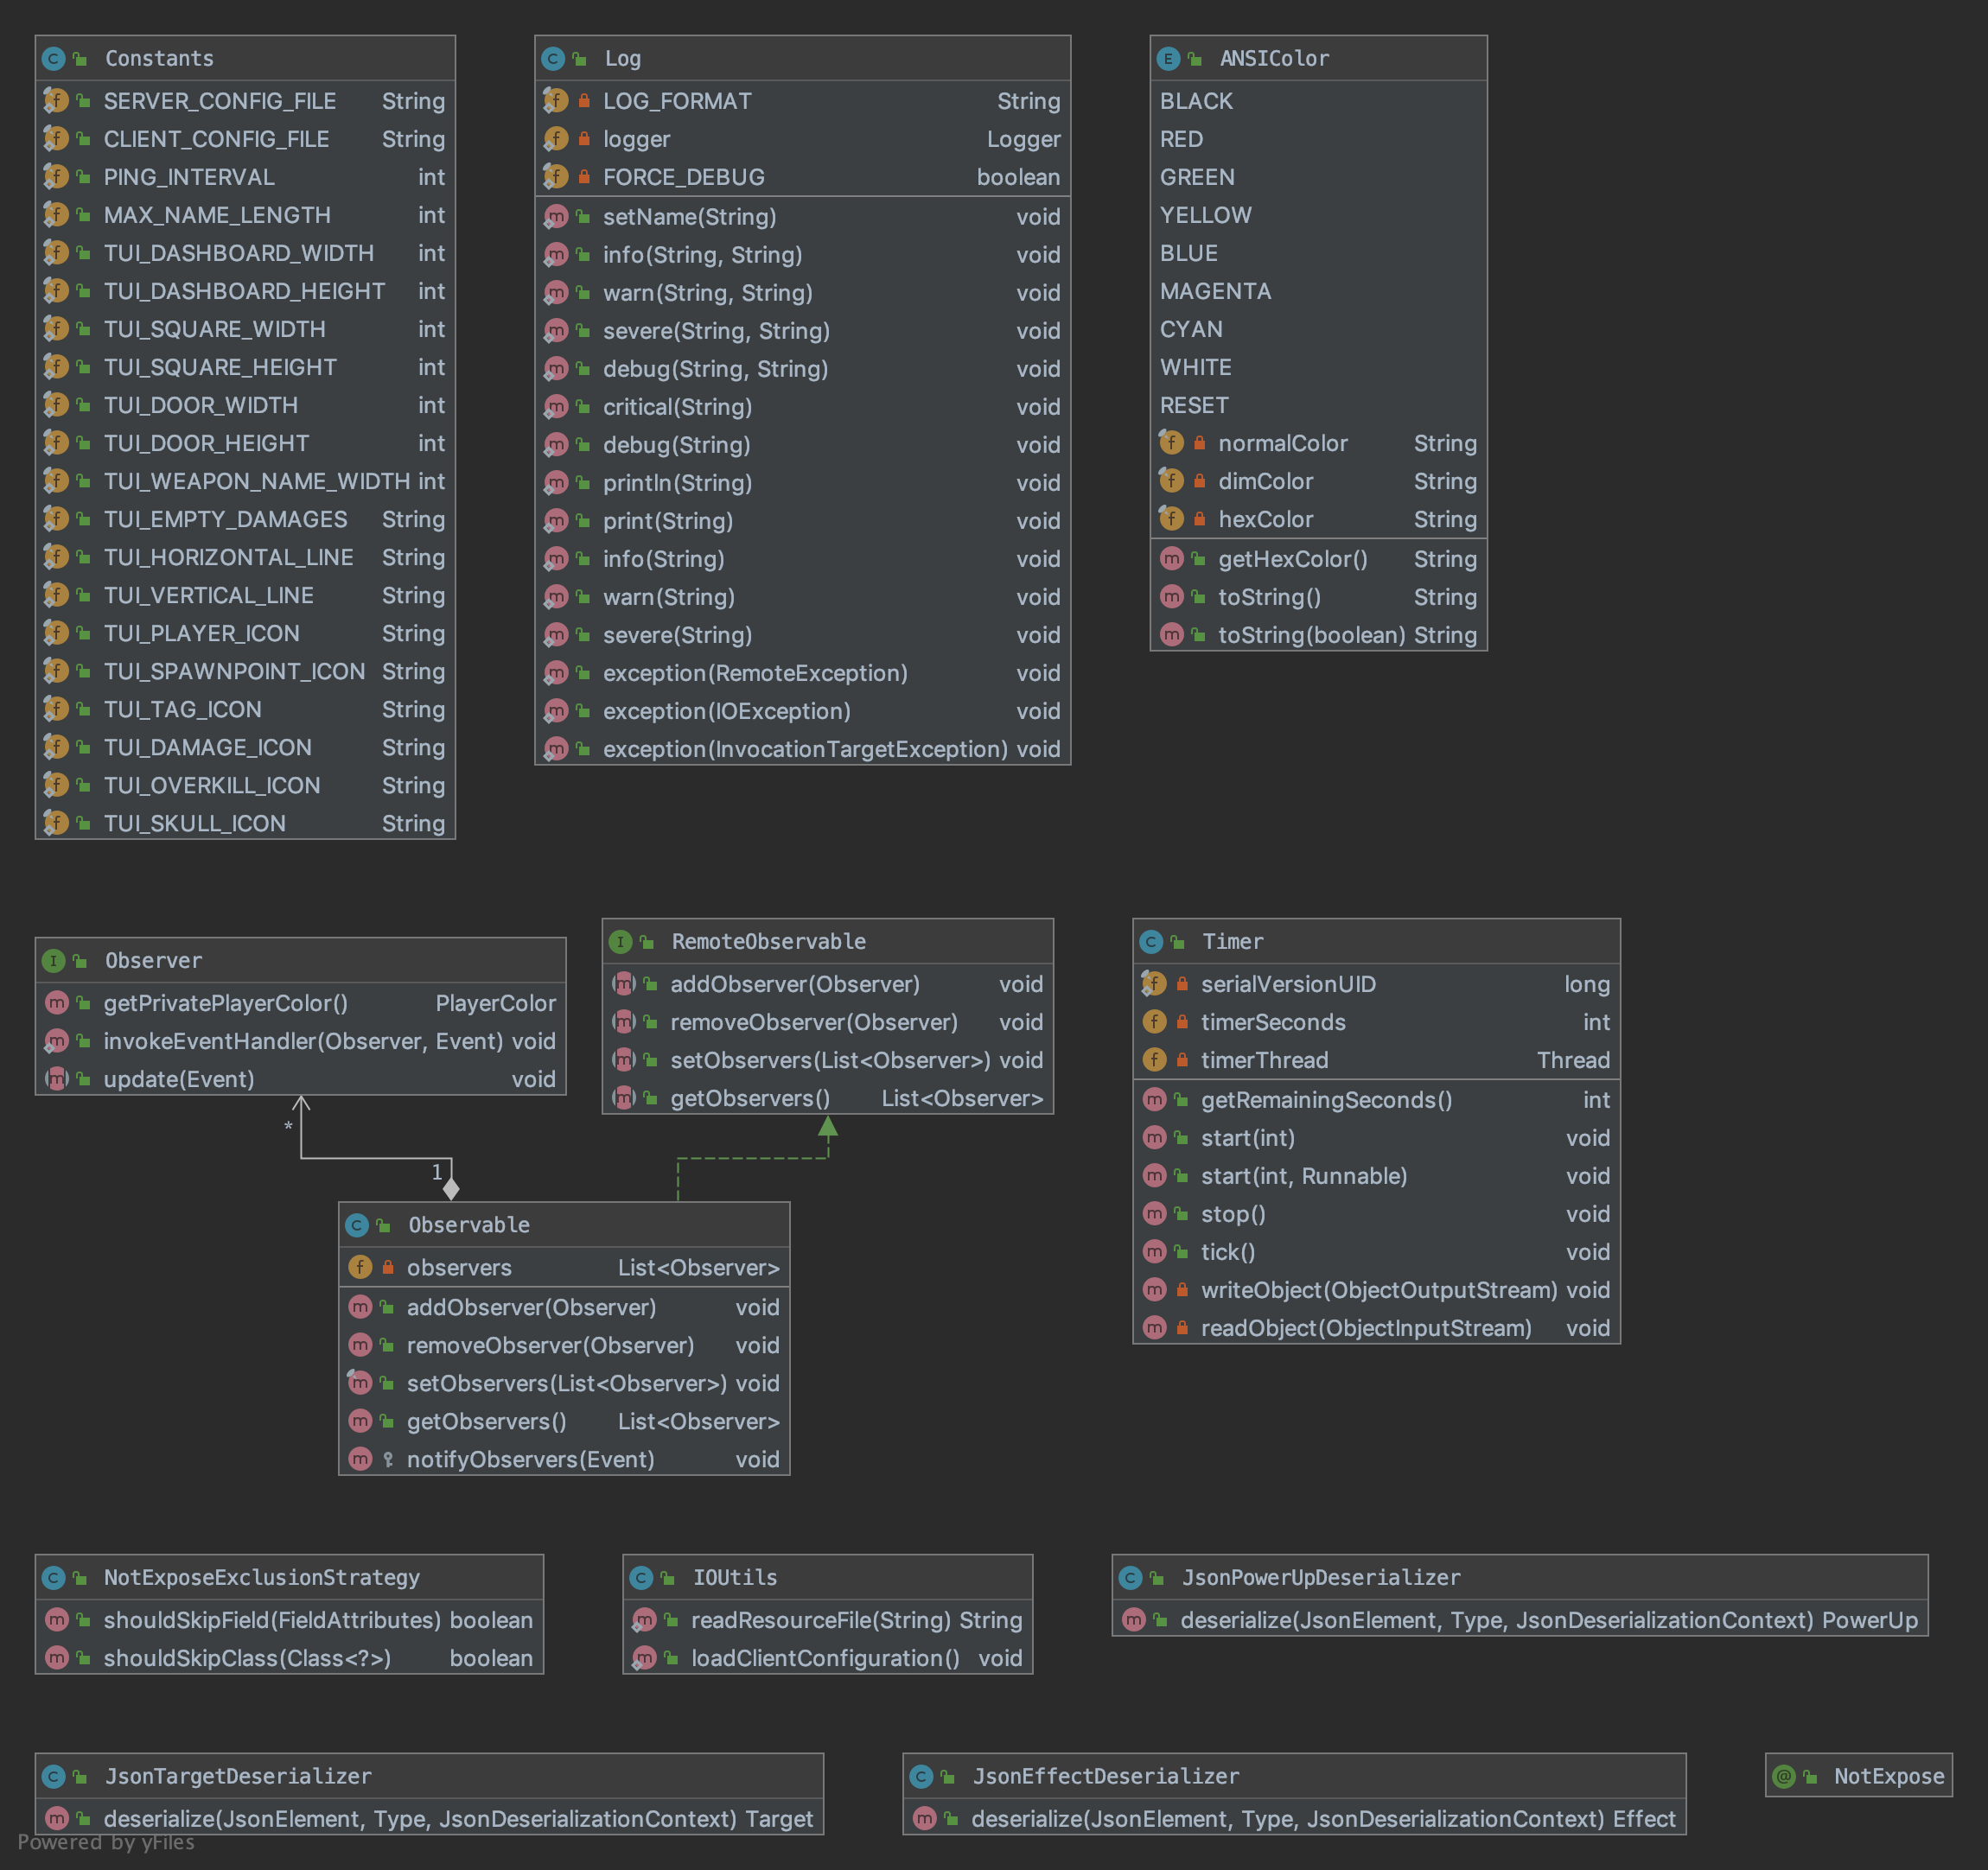 Constants
SERVER_CONFIG_FILE String
CLIENT_CONFIG_FILE String
PING_INTERVAL int
MAX_NAME_LENGTH int
TUI_DASHBOARD_WIDTH int
TUI_DASHBOARD_HEIGHT int
TUI_SQUARE_WIDTH int
TUI_SQUARE_HEIGHT int
TUI_DOOR_WIDTH int
TUI_DOOR_HEIGHT int
TUI_WEAPON_NAME_WIDTH int
TUI_EMPTY_DAMAGES String
TUI_HORIZONTAL_LINE String
TUI_VERTICAL_LINE String
TUI_PLAYER_ICON String
TUI_SPAWNPOINT_ICON String
TUI_TAG_ICON String
TUI_DAMAGE_ICON String
TUI_OVERKILL_ICON String
TUI_SKULL_ICON String
Log
LOG_FORMAT String
logger Logger
FORCE_DEBUG boolean
setName(String) void
info(String, String) void
warn(String, String) void
severe(String, String) void
debug(String, String) void
critical(String) void
debug(String) void
println(String) void
print(String) void
info(String) void
warn(String) void
severe(String) void
exception(RemoteException) void
exception(IOException) void
exception(InvocationTargetException) void
ANSIColor
BLACK
RED
GREEN
YELLOW
BLUE
MAGENTA
CYAN
WHITE
RESET
normalColor String
dimColor String
hexColor String
getHexColor() String
toString() String
toString(boolean) String
Observer
getPrivatePlayerColor() PlayerColor
invokeEventHandler(Observer, Event) void
update(Event) void
RemoteObservable
addObserver(Observer) void
removeObserver(Observer) void
setObservers(List<Observer>) void
getObservers() List<Observer>
Timer
serialVersionUID long
timerSeconds int
timerThread Thread
getRemainingSeconds() int
start(int) void
start(int, Runnable) void
stop() void
tick() void
writeObject(ObjectOutputStream) void
readObject(ObjectInputStream) void
*
1
Observable
observers List<Observer>
addObserver(Observer) void
removeObserver(Observer) void
setObservers(List<Observer>) void
getObservers() List<Observer>
notifyObservers(Event) void
NotExposeExclusionStrategy
shouldSkipField(FieldAttributes) boolean
shouldSkipClass(Class<?>) boolean
IOUtils
readResourceFile(String) String
loadClientConfiguration() void
JsonPowerUpDeserializer
deserialize(JsonElement, Type, JsonDeserializationContext) PowerUp
JsonTargetDeserializer
deserialize(JsonElement, Type, JsonDeserializationContext) Target
JsonEffectDeserializer
deserialize(JsonElement, Type, JsonDeserializationContext) Effect
NotExpose
Powered by yFiles